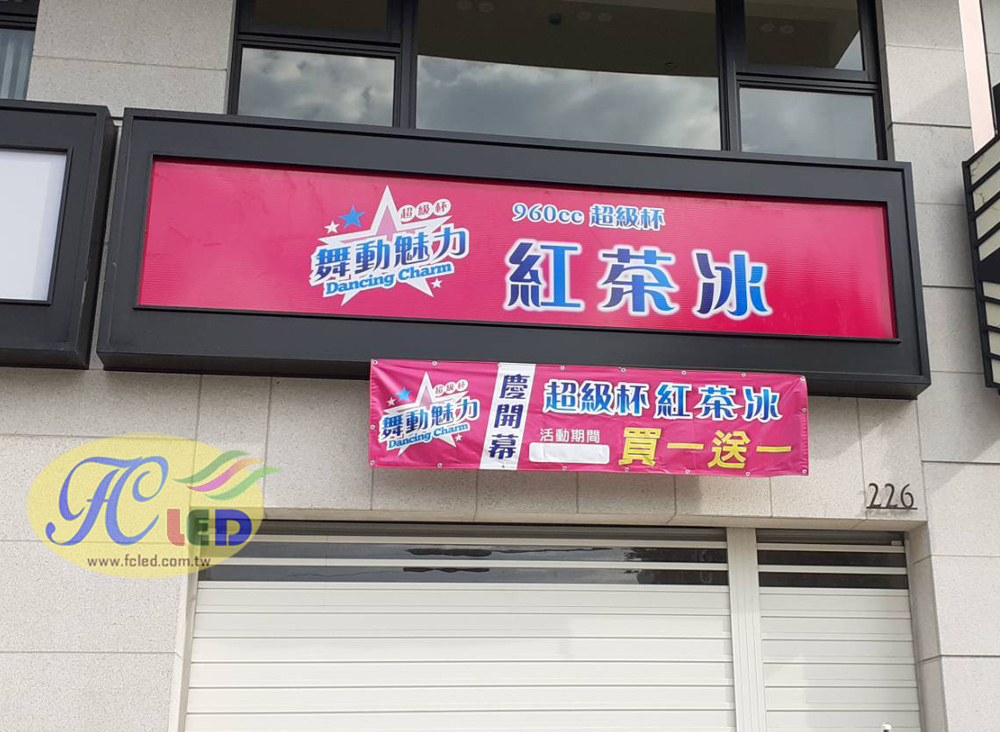 超級杯
舞動魅力
Dancing Charm
960cc 超級杯
紅茶冰
超級杯
舞動魅力
Dancing Charm
慶開幕
超級杯紅茶冰
活動期間
買一送一
226
FC LED
www.fcled.com.tw